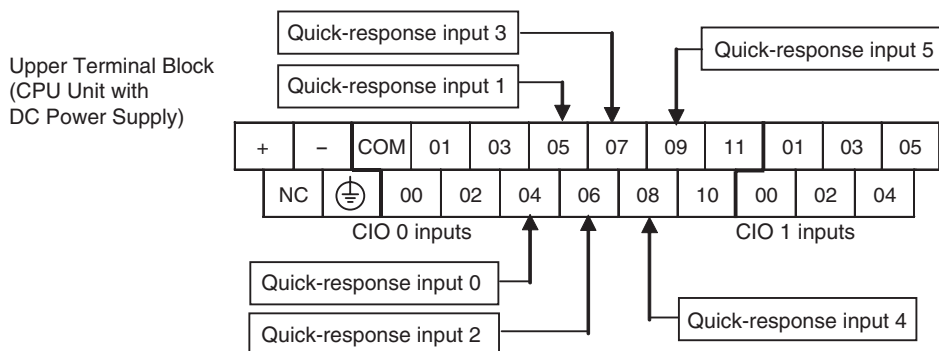 Quick-response input 3
Quick-response input 5
Upper Terminal Block
(CPU Unit with
DC Power Supply)
Quick-response input 1
+ – COM 01 03 05 07 09 11 01 03 05
NC 00 02 04 06 08 10 00 02 04
CIO 0 inputs CIO 1 inputs
Quick-response input 0
Quick-response input 2
Quick-response input 4